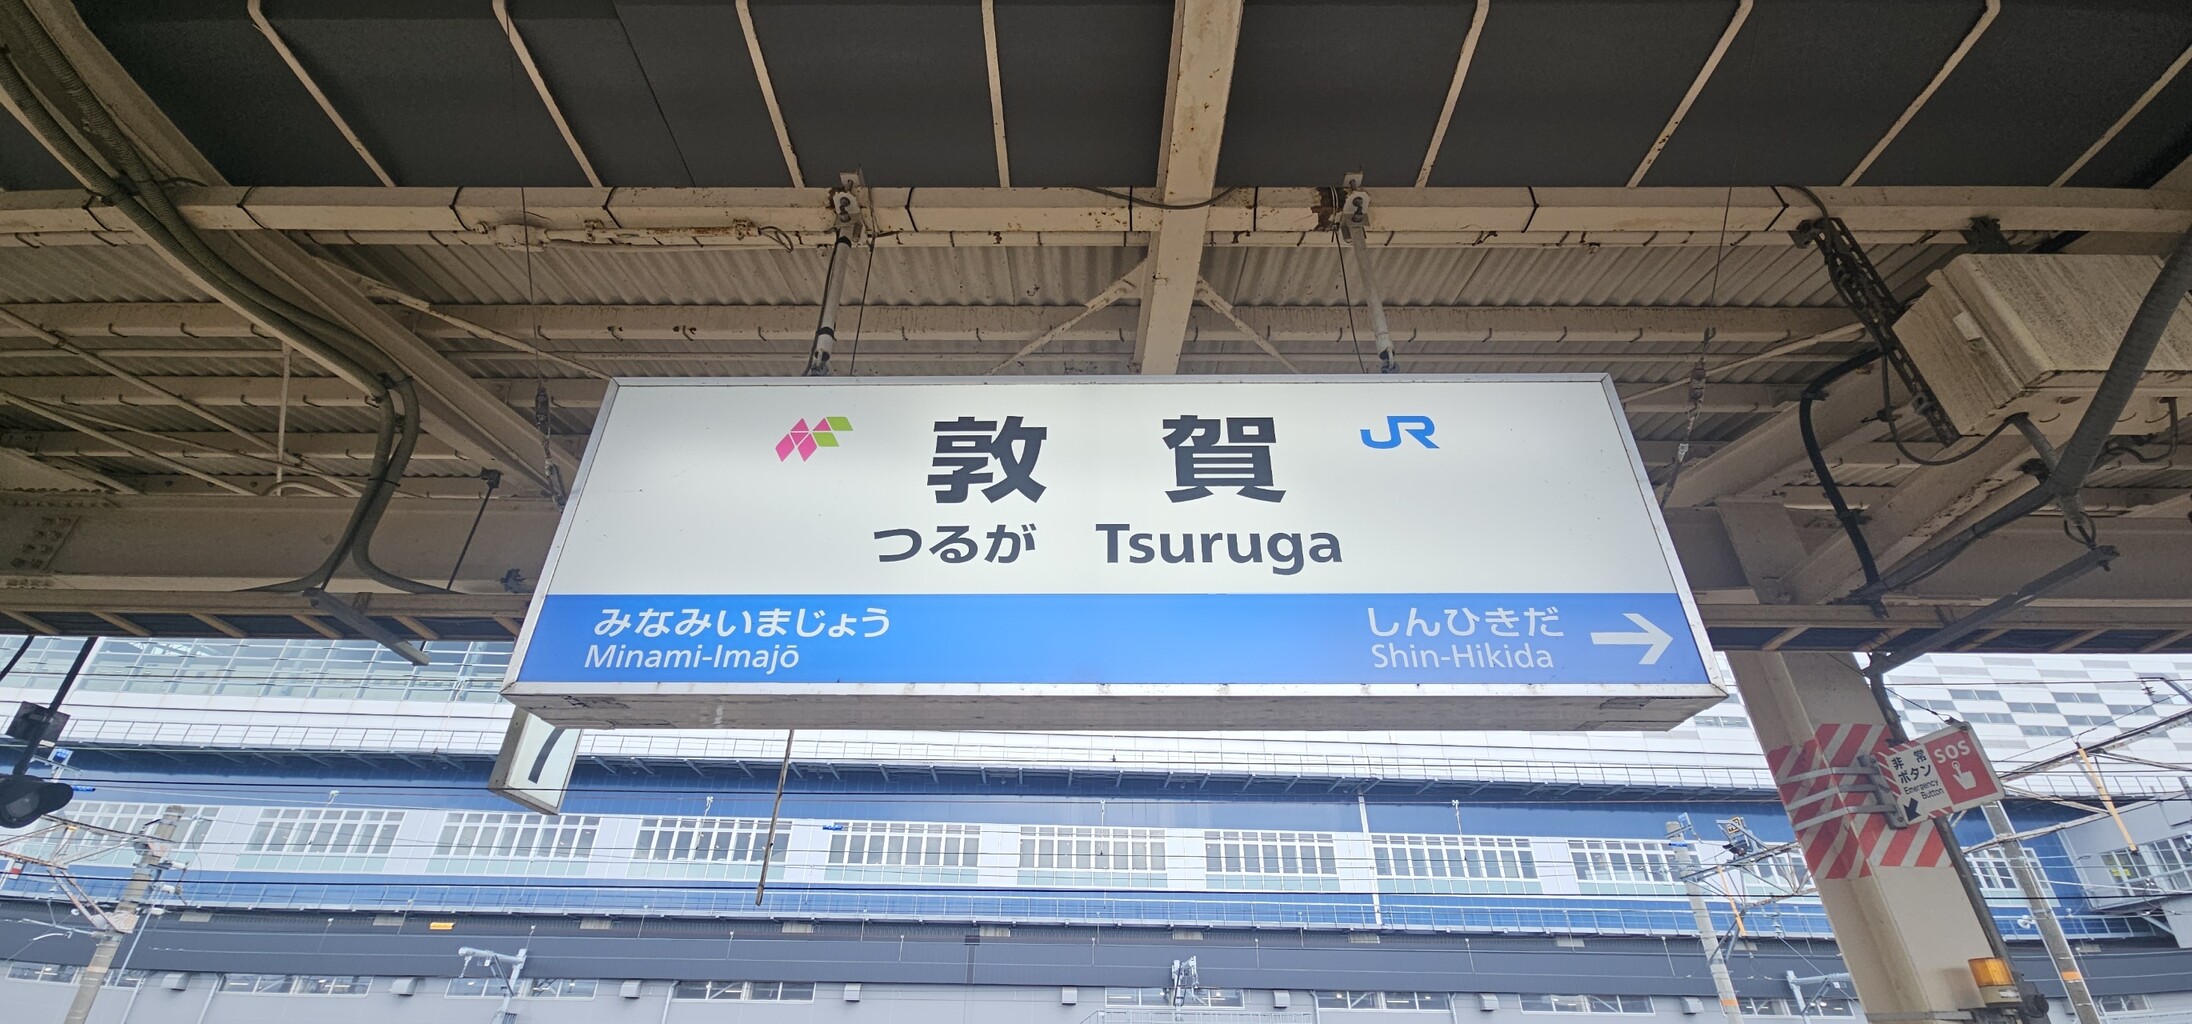 敦賀
JR
つるが Tsuruga
みなみいまじょう
Minami-Imajō
しんひきだ
Shin-Hikida
7
SOS
非常
ボタン
Emergency
Button